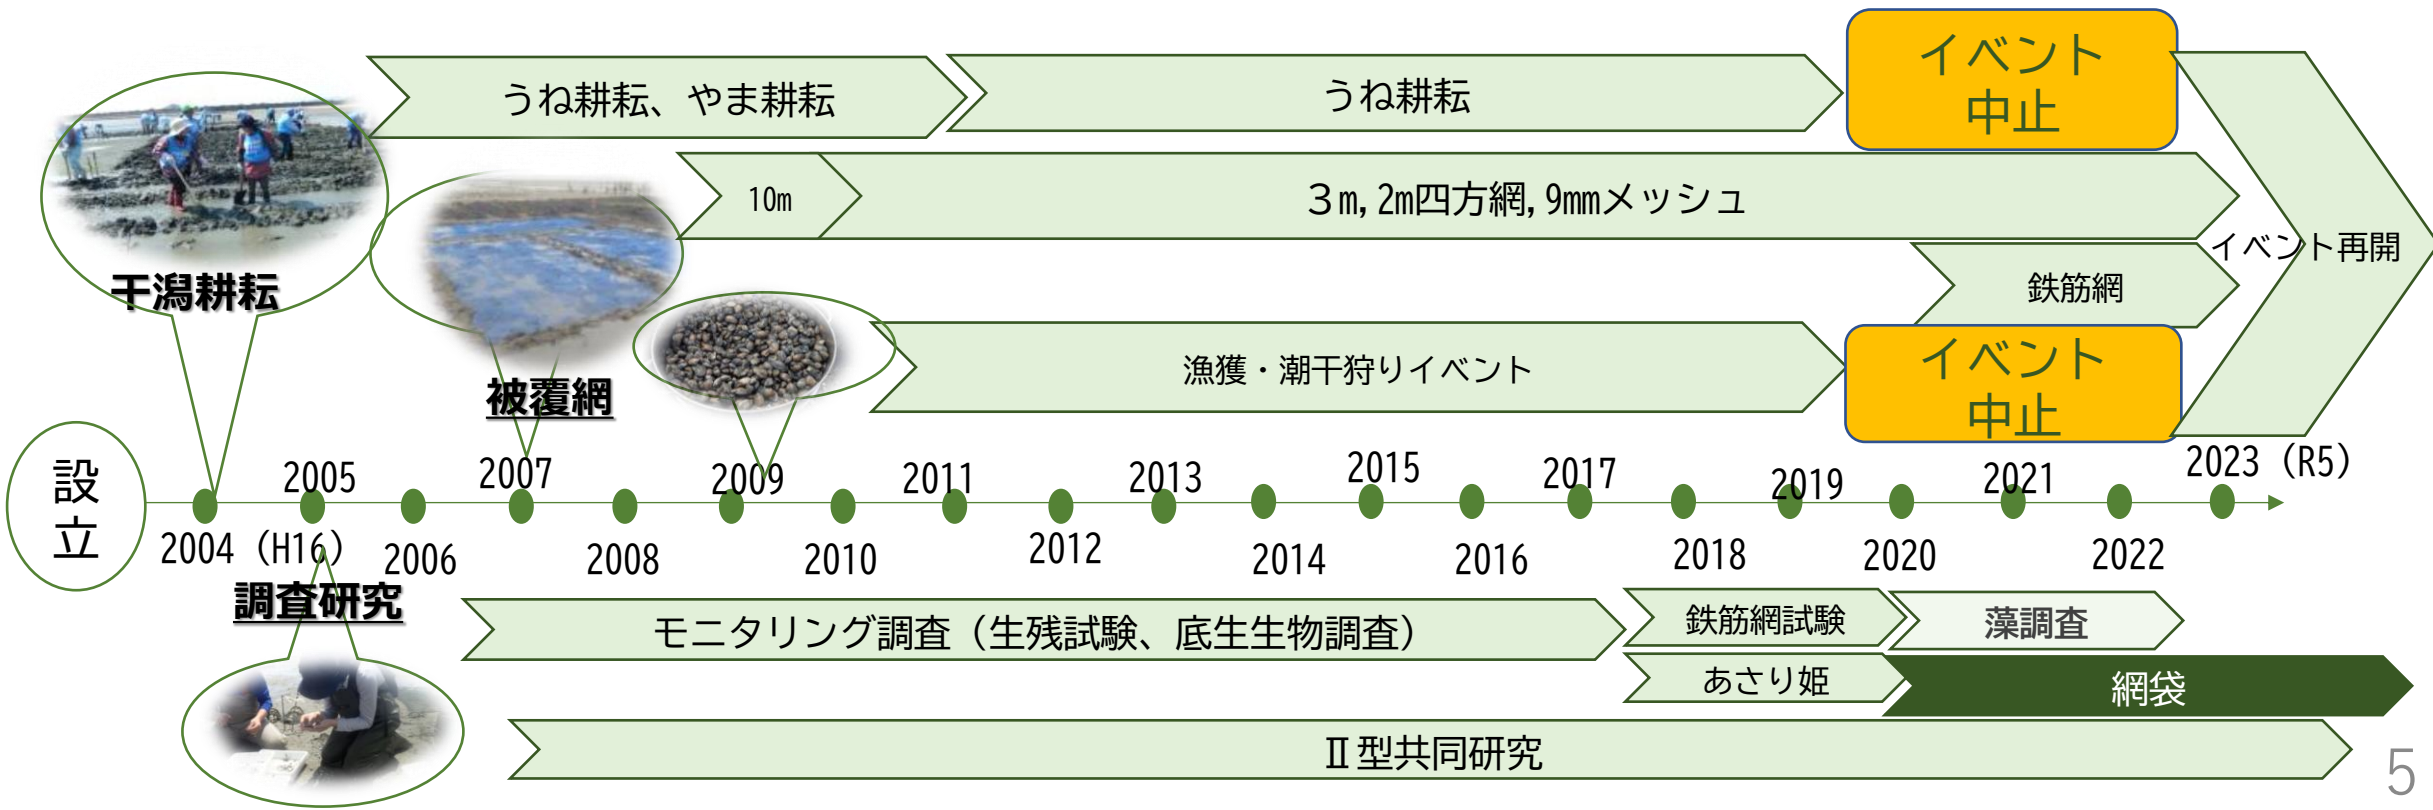 うね耕耘、やま耕耘
うね耕耘
イベント
中止
10m
３m,2m四方網,9mmメッシュ
イベント再開
干潟耕耘
鉄筋網
被覆網
漁獲・潮干狩りイベント
イベント
中止
設
立
2004 (H16)
2005
2006
2007
2008
2009
2010
2011
2012
2013
2014
2015
2016
2017
2018
2019
2020
2021
2022
2023 (R5)
調査研究
モニタリング調査（生残試験、底生生物調査）
鉄筋網試験
藻調査
あさり姫
網袋
Ⅱ型共同研究
5